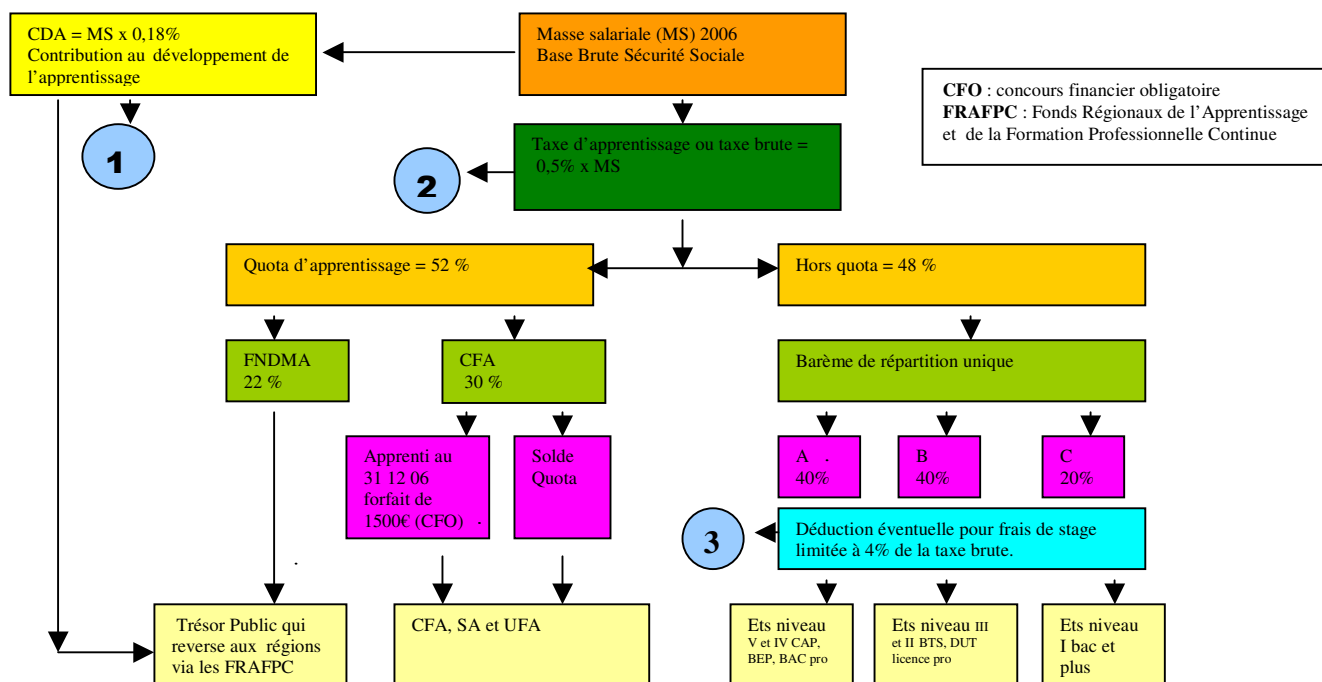 CDA = MS x 0,18%
Contribution au développement de
l'apprentissage
Masse salariale (MS) 2006
Base Brute Sécurité Sociale
CFO : concours financier obligatoire
FRAFPC : Fonds Régionaux de l'Apprentissage
et de la Formation Professionnelle Continue
1
2
Taxe d'apprentissage ou taxe brute =
0,5% x MS
Quota d'apprentissage = 52 %
Hors quota = 48 %
FNDMA
22 %
CFA
30 %
Barème de répartition unique
Apprenti au
31 12 06
forfait de
1500€ (CFO) .
Solde
Quota
A .
40%
B
40%
C
20%
3
Déduction éventuelle pour frais de stage
limitée à 4% de la taxe brute.
Trésor Public qui
reverse aux régions
via les FRAFPC
CFA, SA et UFA
Ets niveau
V et IV CAP,
BEP, BAC pro
Ets niveau III
et II BTS, DUT
licence pro
Ets niveau
I bac et
plus